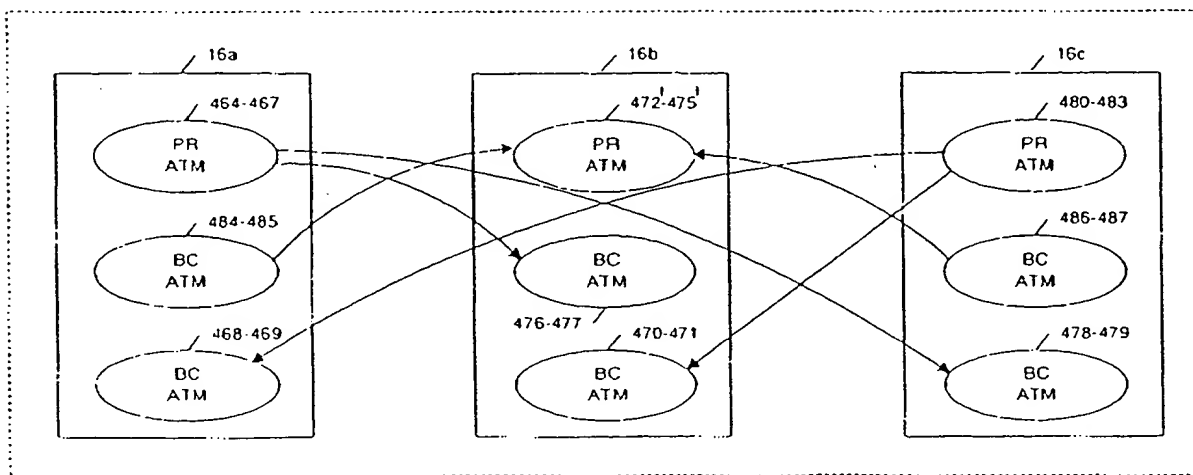 16a
16b
16c
464-467
472'-475'
480-483
PR
ATM
PR
ATM
PR
ATM
484-485
486-487
BC
ATM
BC
ATM
BC
ATM
468-469
476-477
470-471
478-479
BC
ATM
BC
ATM
BC
ATM